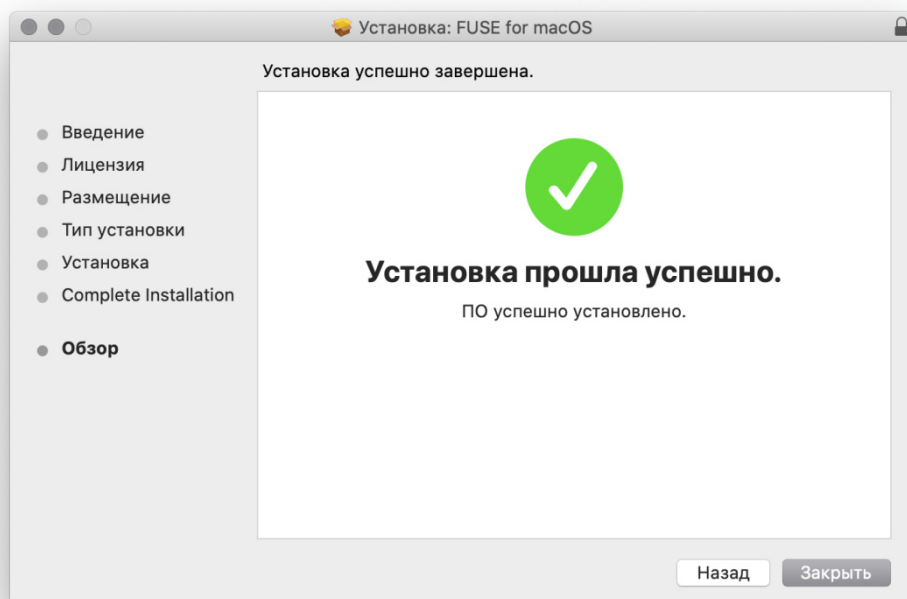 Установка: FUSE for macOS
Установка успешно завершена.
Введение
Лицензия
Размещение
Тип установки
Установка
Complete Installation
Обзор
Установка прошла успешно.
ПО успешно установлено.
Назад
Закрыть